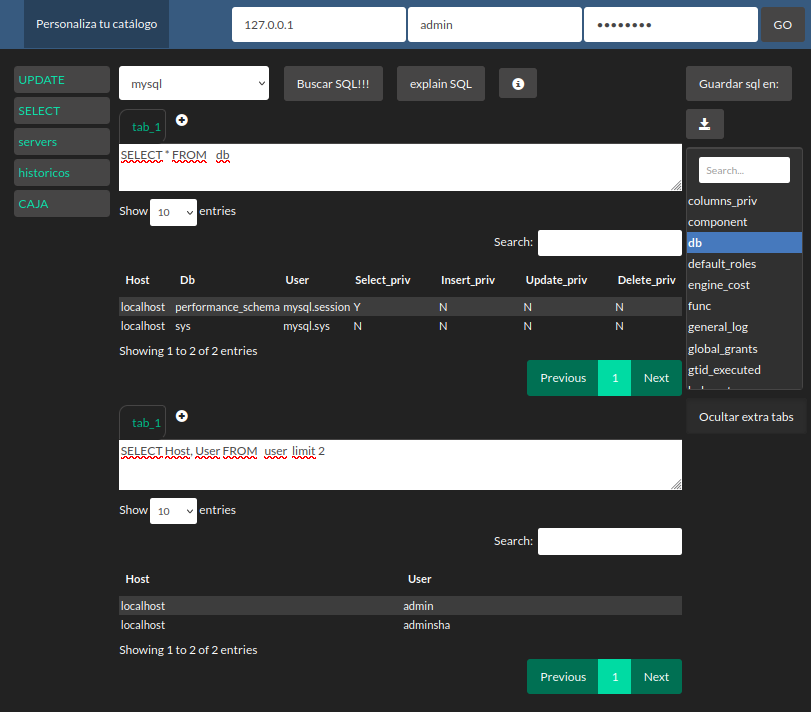 Personaliza tu catálogo
127.0.0.1
admin
••••••••
GO
UPDATE
SELECT
servers
historicos
CAJA
mysql
Buscar SQL!!!
explain SQL
Guardar sql en:
tab_1
SELECT * FROM db
Show 10 entries
Search:
Host Db User Select_priv Insert_priv Update_priv Delete_priv
localhost performance_schema mysql.session Y N N N
localhost sys mysql.sys N N N N
Showing 1 to 2 of 2 entries
Previous 1 Next
Search...
columns_priv
component
db
default_roles
engine_cost
func
general_log
global_grants
gtid_executed
Ocultar extra tabs
tab_1
SELECT Host, User FROM user limit 2
Show 10 entries
Search:
Host User
localhost admin
localhost adminsha
Showing 1 to 2 of 2 entries
Previous 1 Next